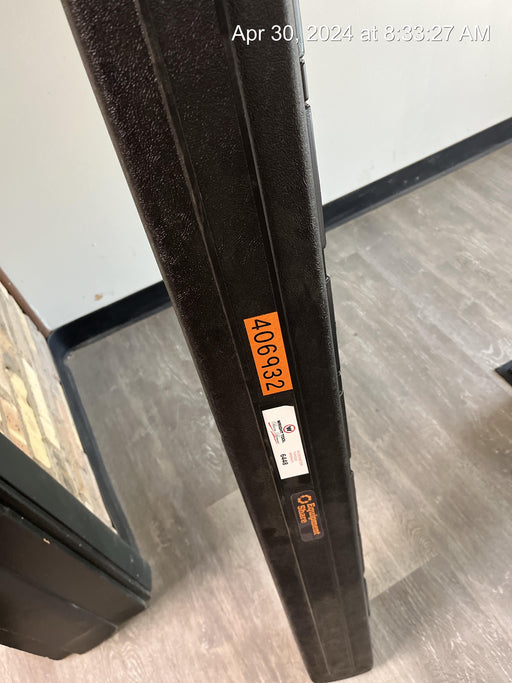 Apr 30, 2024 at 8:33:27 AM
406932
6448
Equipment
Share